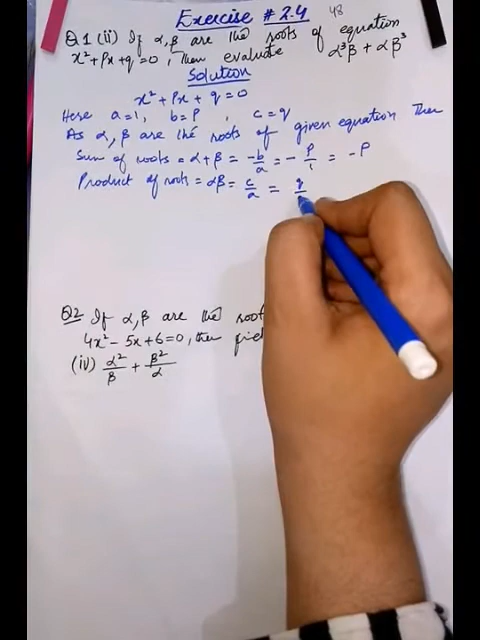 Exercise # 2.4
48
Q1 (ii) If α, β are the roots of equation
x² + Px + q = 0, Then evaluate α³β + αβ³
Solution
x² + Px + q = 0
Here a = 1, b = P, c = q
As α, β are the roots of given equation Then
Sum of roots = α + β = -b/a = - P/1 = - P
Product of roots = αβ = c/a = q/
Q2 If α, β are the root
4x² - 5x + 6 = 0, then
(iv) α²/β + β²/α